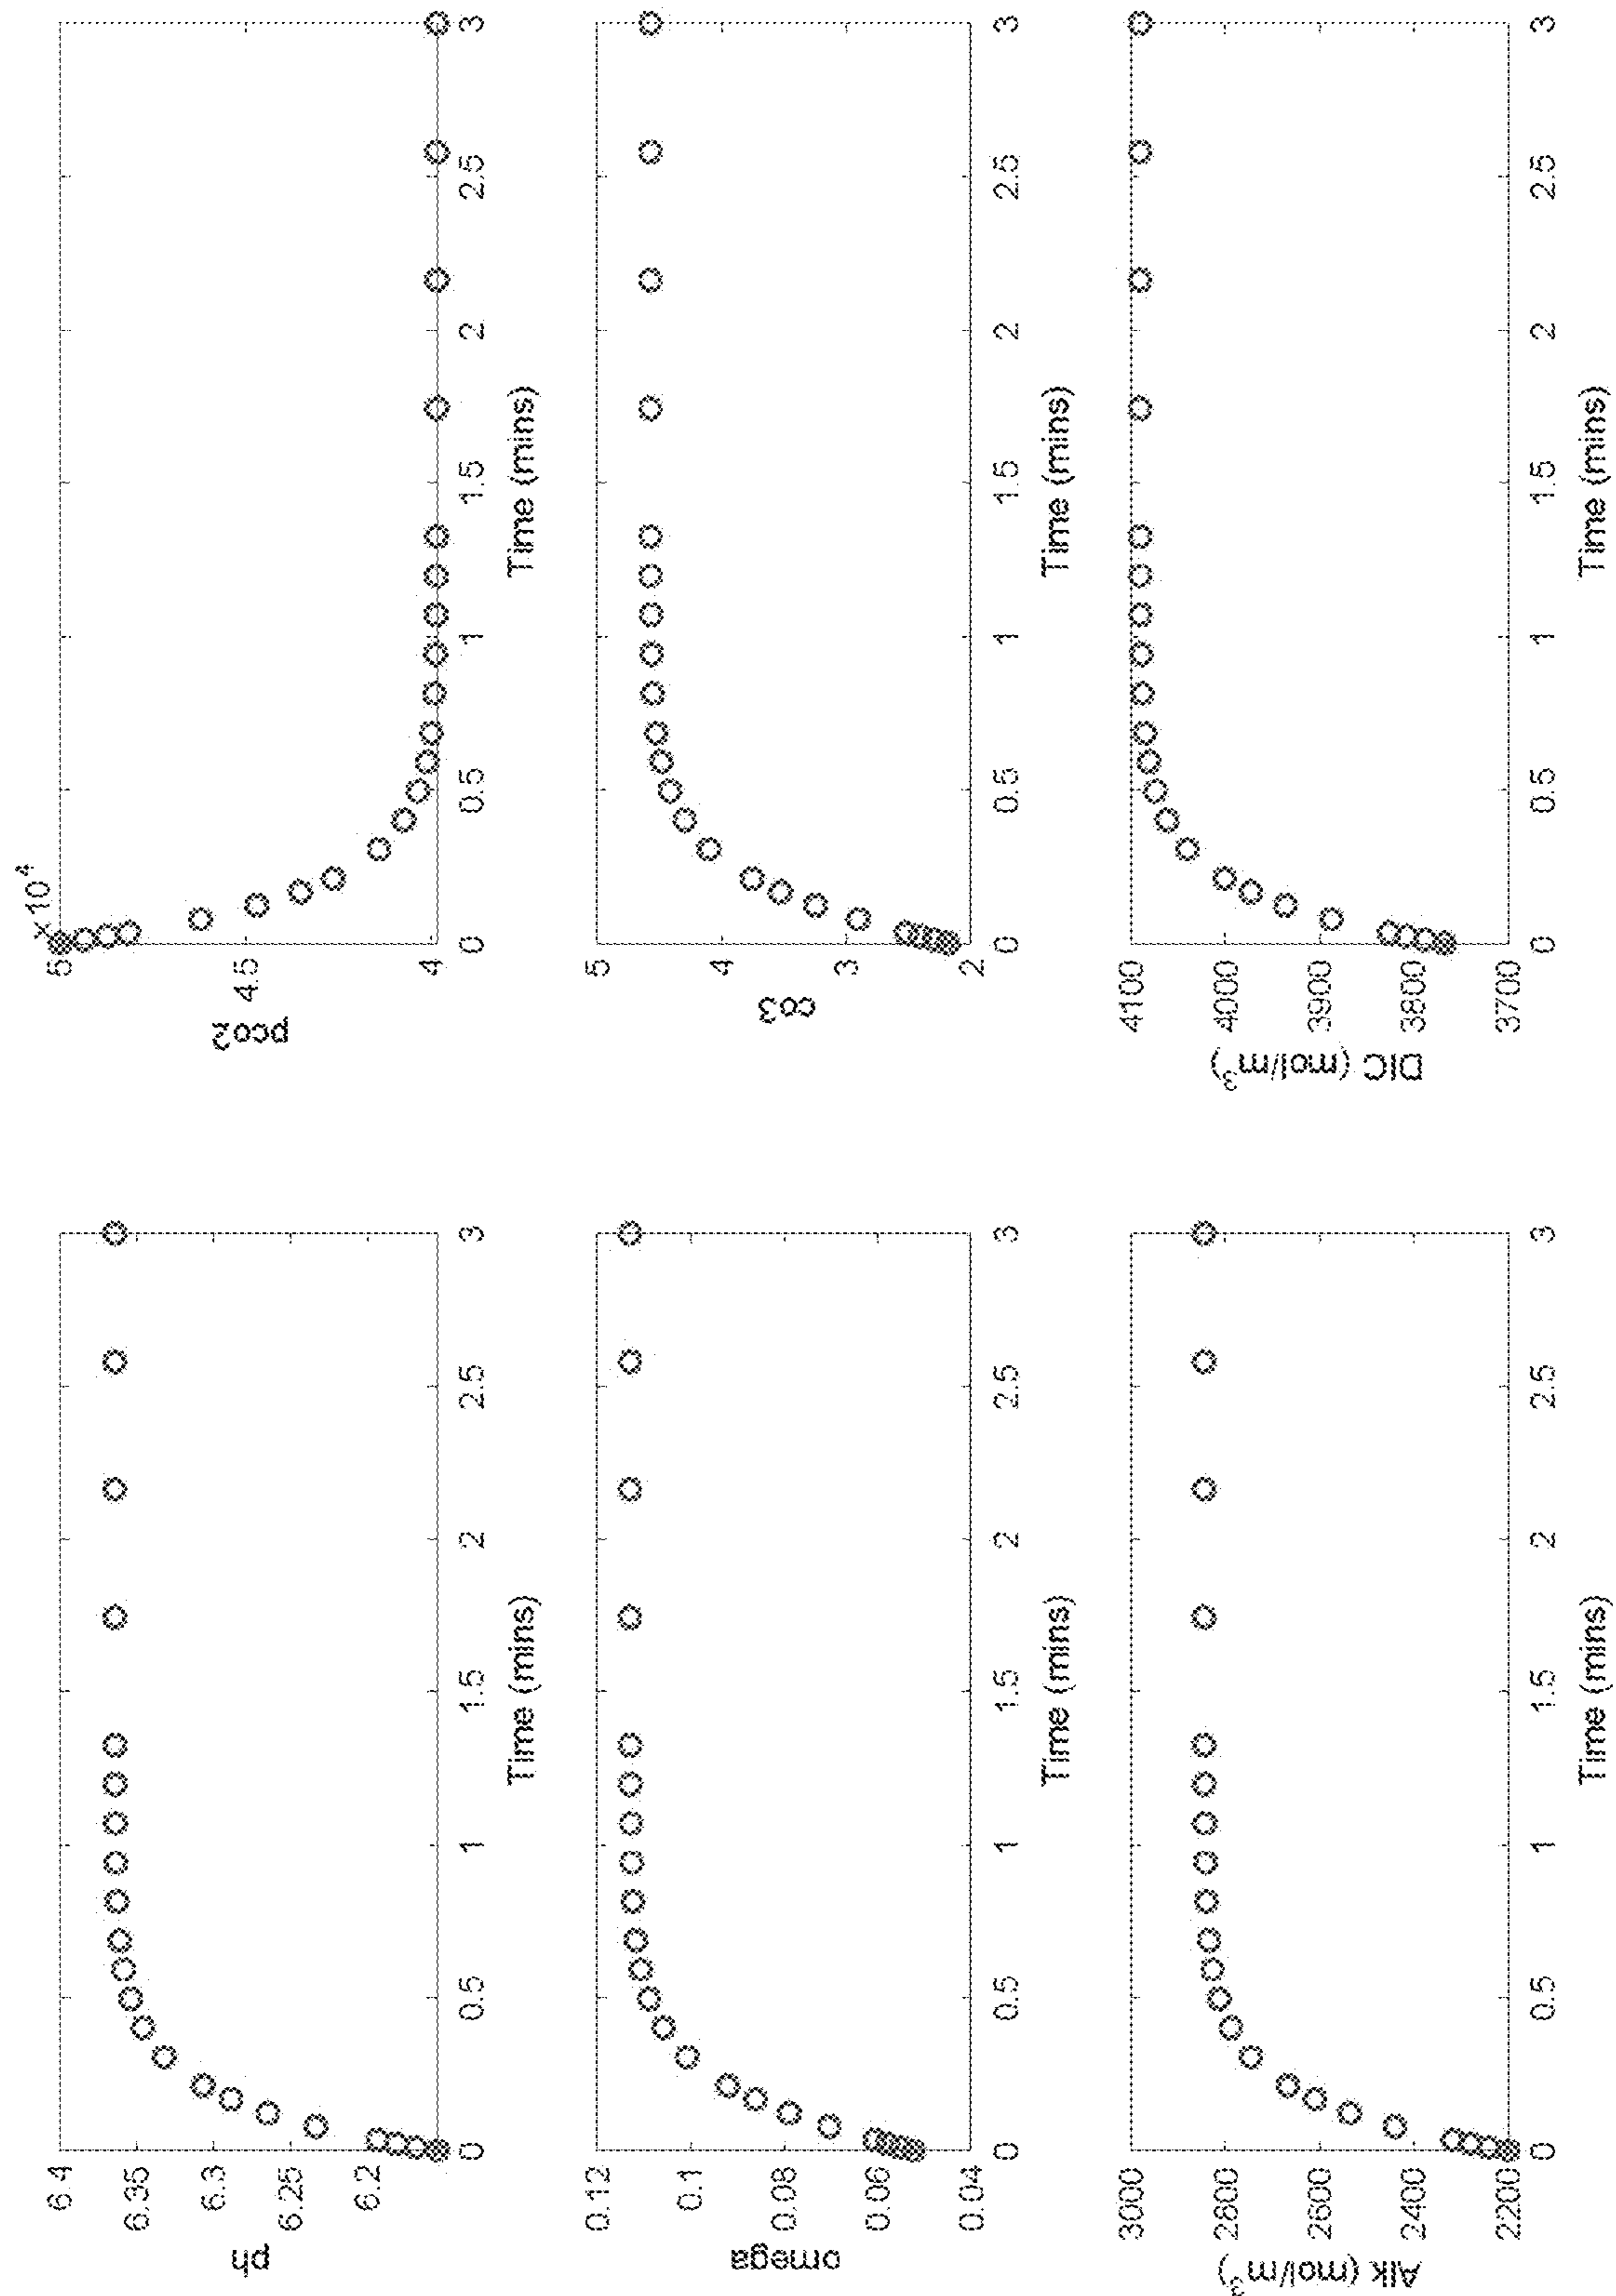 ph
6.4
6.35
6.3
6.25
6.2
0 0.5 1 1.5 2 2.5 3
Time (mins)
pco2
× 10⁴
5
4.5
4
0 0.5 1 1.5 2 2.5 3
Time (mins)
omega
0.12
0.1
0.08
0.06
0.04
0 0.5 1 1.5 2 2.5 3
Time (mins)
co3
5
4
3
2
0 0.5 1 1.5 2 2.5 3
Time (mins)
Alk (mol/m³)
3000
2800
2600
2400
2200
0 0.5 1 1.5 2 2.5 3
Time (mins)
DIC (mol/m³)
4100
4000
3900
3800
3700
0 0.5 1 1.5 2 2.5 3
Time (mins)